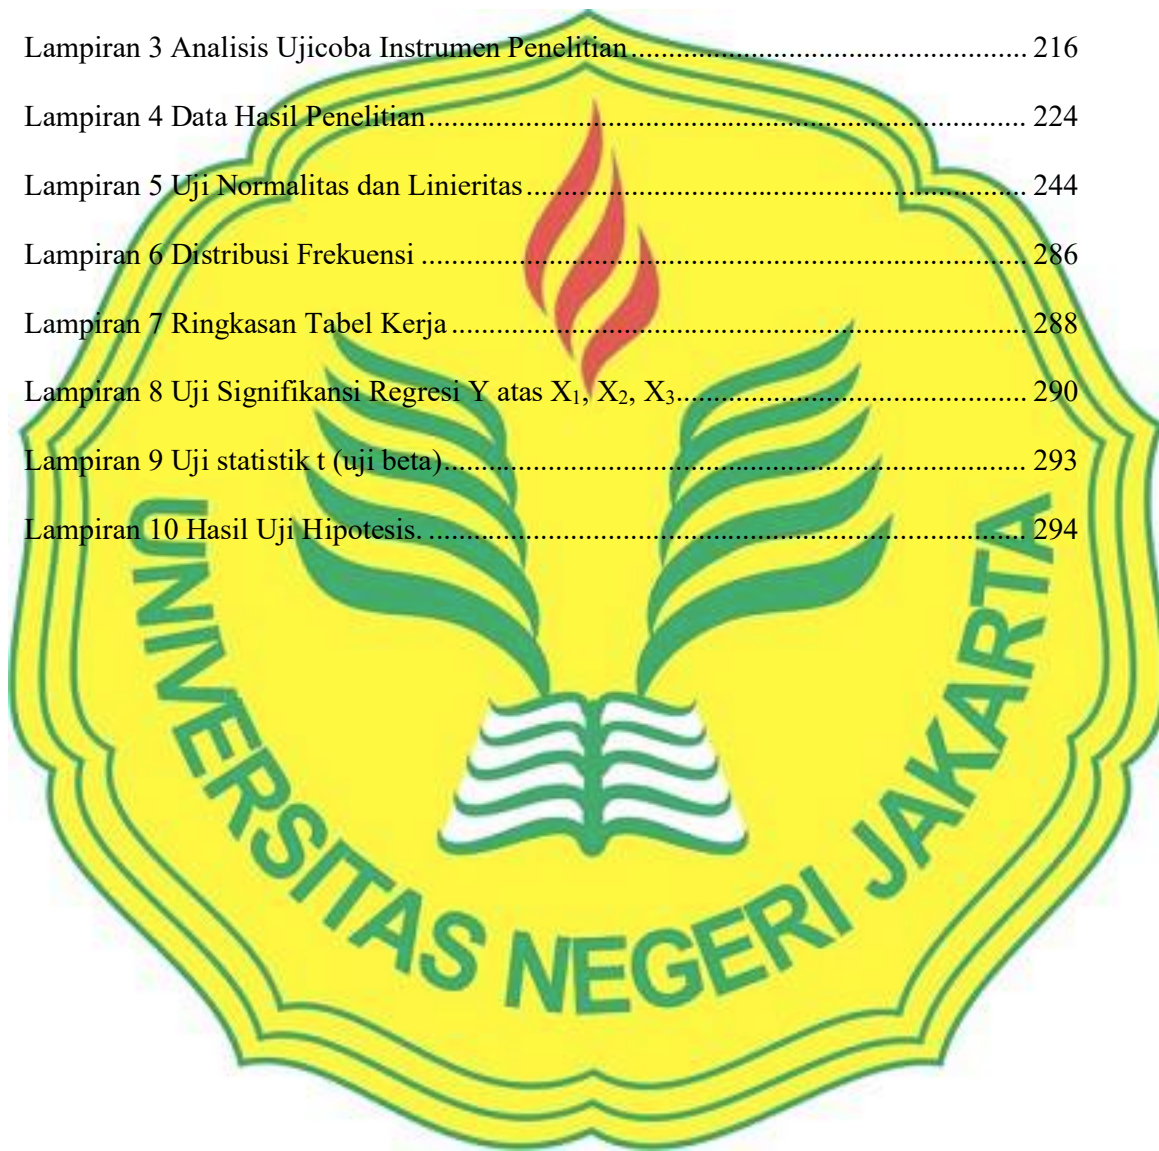 Lampiran 3 Analisis Ujicoba Instrumen Penelitian.................................................. 216
Lampiran 4 Data Hasil Penelitian........................................................................... 224
Lampiran 5 Uji Normalitas dan Linieritas............................................................... 244
Lampiran 6 Distribusi Frekuensi ............................................................................ 286
Lampiran 7 Ringkasan Tabel Kerja........................................................................ 288
Lampiran 8 Uji Signifikansi Regresi Y atas X₁, X₂, X₃............................................ 290
Lampiran 9 Uji statistik t (uji beta)......................................................................... 293
Lampiran 10 Hasil Uji Hipotesis. ........................................................................... 294
UNIVERSITAS NEGERI JAKARTA